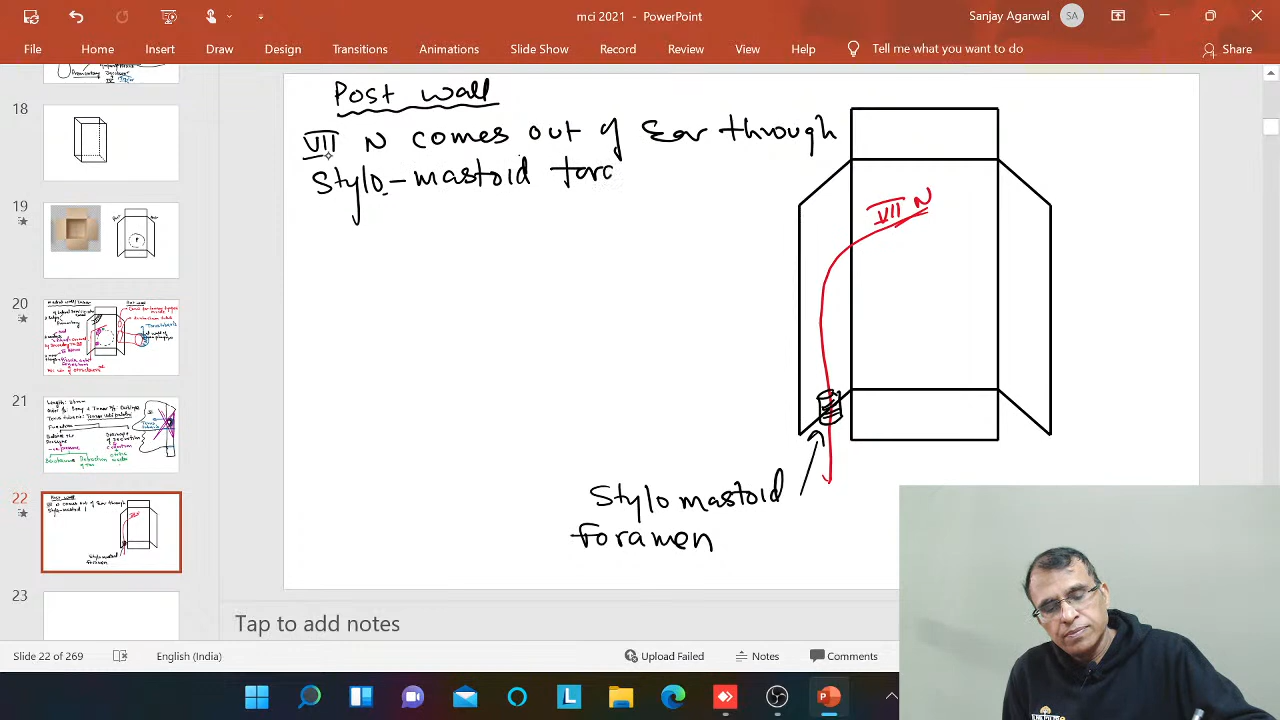 mci 2021 - PowerPoint
Sanjay Agarwal
SA
File Home Insert Draw Design Transitions Animations Slide Show Record Review View Help Tell me what you want to do Share
18
19
20
21
22
23
Post wall
VII N comes out of Ear through
Stylo-mastoid forc
VII N
Stylo mastoid
foramen
Tap to add notes
Slide 22 of 269 English (India) Upload Failed Notes Comments